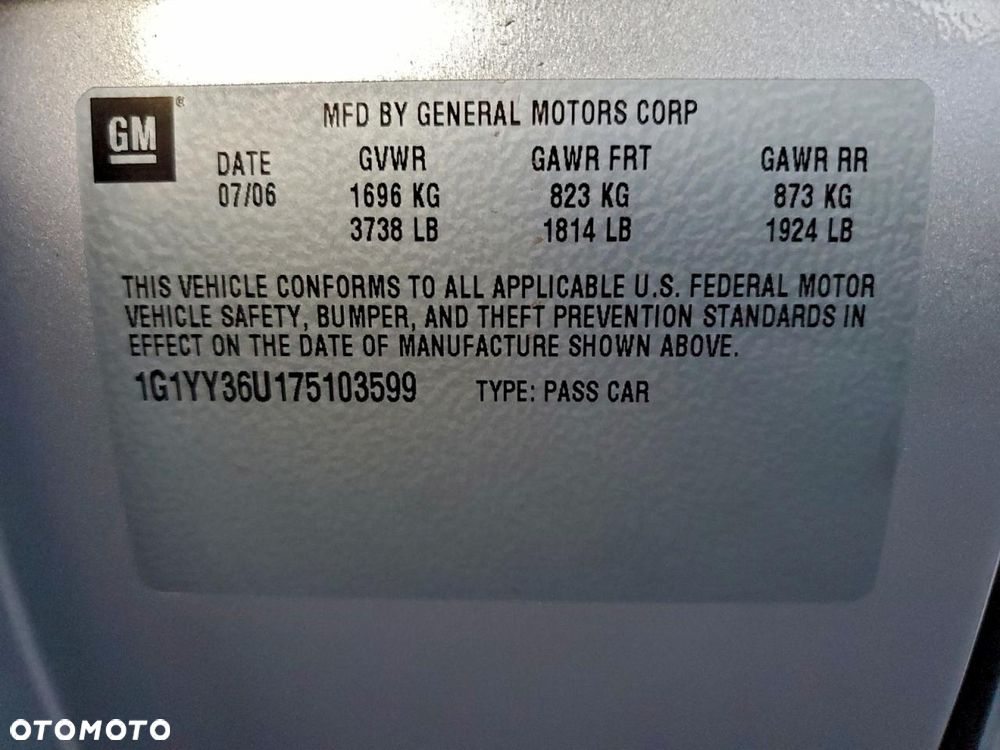 GM ®
MFD BY GENERAL MOTORS CORP
DATE GVWR GAWR FRT GAWR RR
07/06 1696 KG 823 KG 873 KG
3738 LB 1814 LB 1924 LB
THIS VEHICLE CONFORMS TO ALL APPLICABLE U.S. FEDERAL MOTOR
VEHICLE SAFETY, BUMPER, AND THEFT PREVENTION STANDARDS IN
EFFECT ON THE DATE OF MANUFACTURE SHOWN ABOVE.
1G1YY36U175103599 TYPE: PASS CAR
OTOMOTO